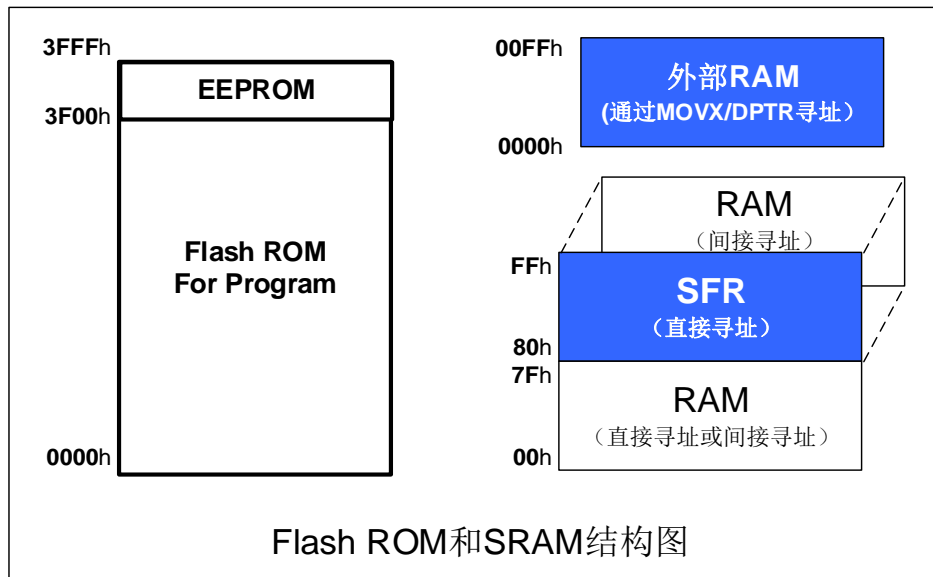 3FFFh
EEPROM
3F00h
Flash ROM
For Program
0000h
00FFh
外部RAM
(通过MOVX/DPTR寻址）
0000h
RAM
（间接寻址）
FFh
SFR
（直接寻址）
80h
7Fh
RAM
（直接寻址或间接寻址）
00h
Flash ROM和SRAM结构图